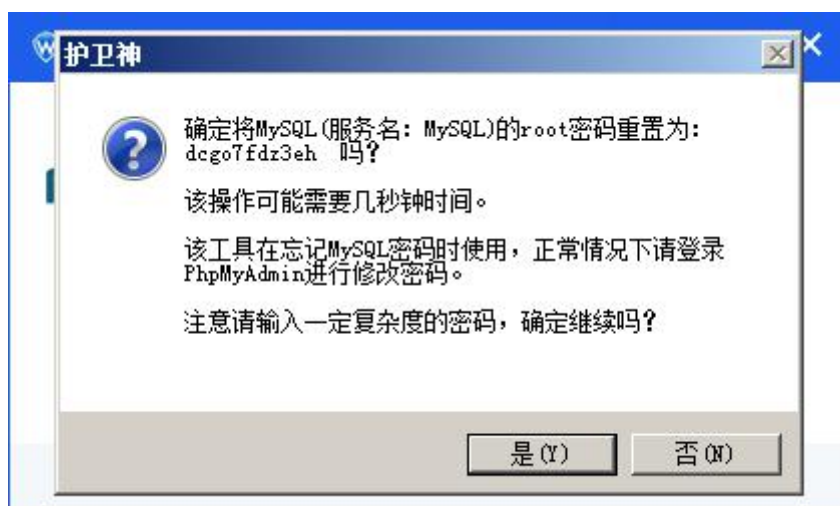 护卫神
确定将MySQL(服务名: MySQL)的root密码重置为:
dcgo7fdz3eh 吗?
该操作可能需要几秒钟时间。
该工具在忘记MySQL密码时使用，正常情况下请登录
PhpMyAdmin进行修改密码。
注意请输入一定复杂度的密码，确定继续吗?
是(Y)
否(N)